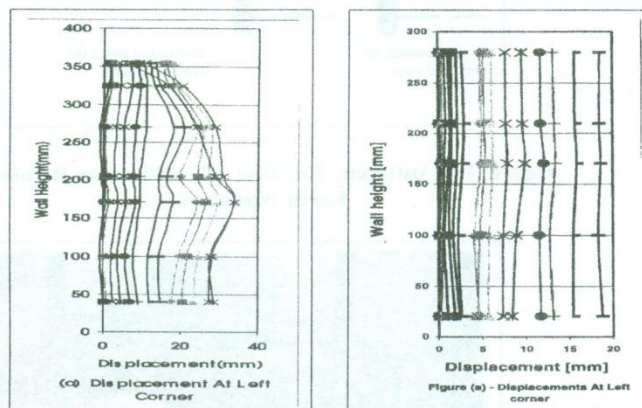 400
350
300
250
200
150
100
50
0
Wall Height(mm)
0 20 40
Displacement(mm)
(a) Displacement At Left
Corner
300
250
200
150
100
50
0
Wall height [mm]
0 5 10 15 20
Displacement [mm]
Figure (a) - Displacements At Left
corner